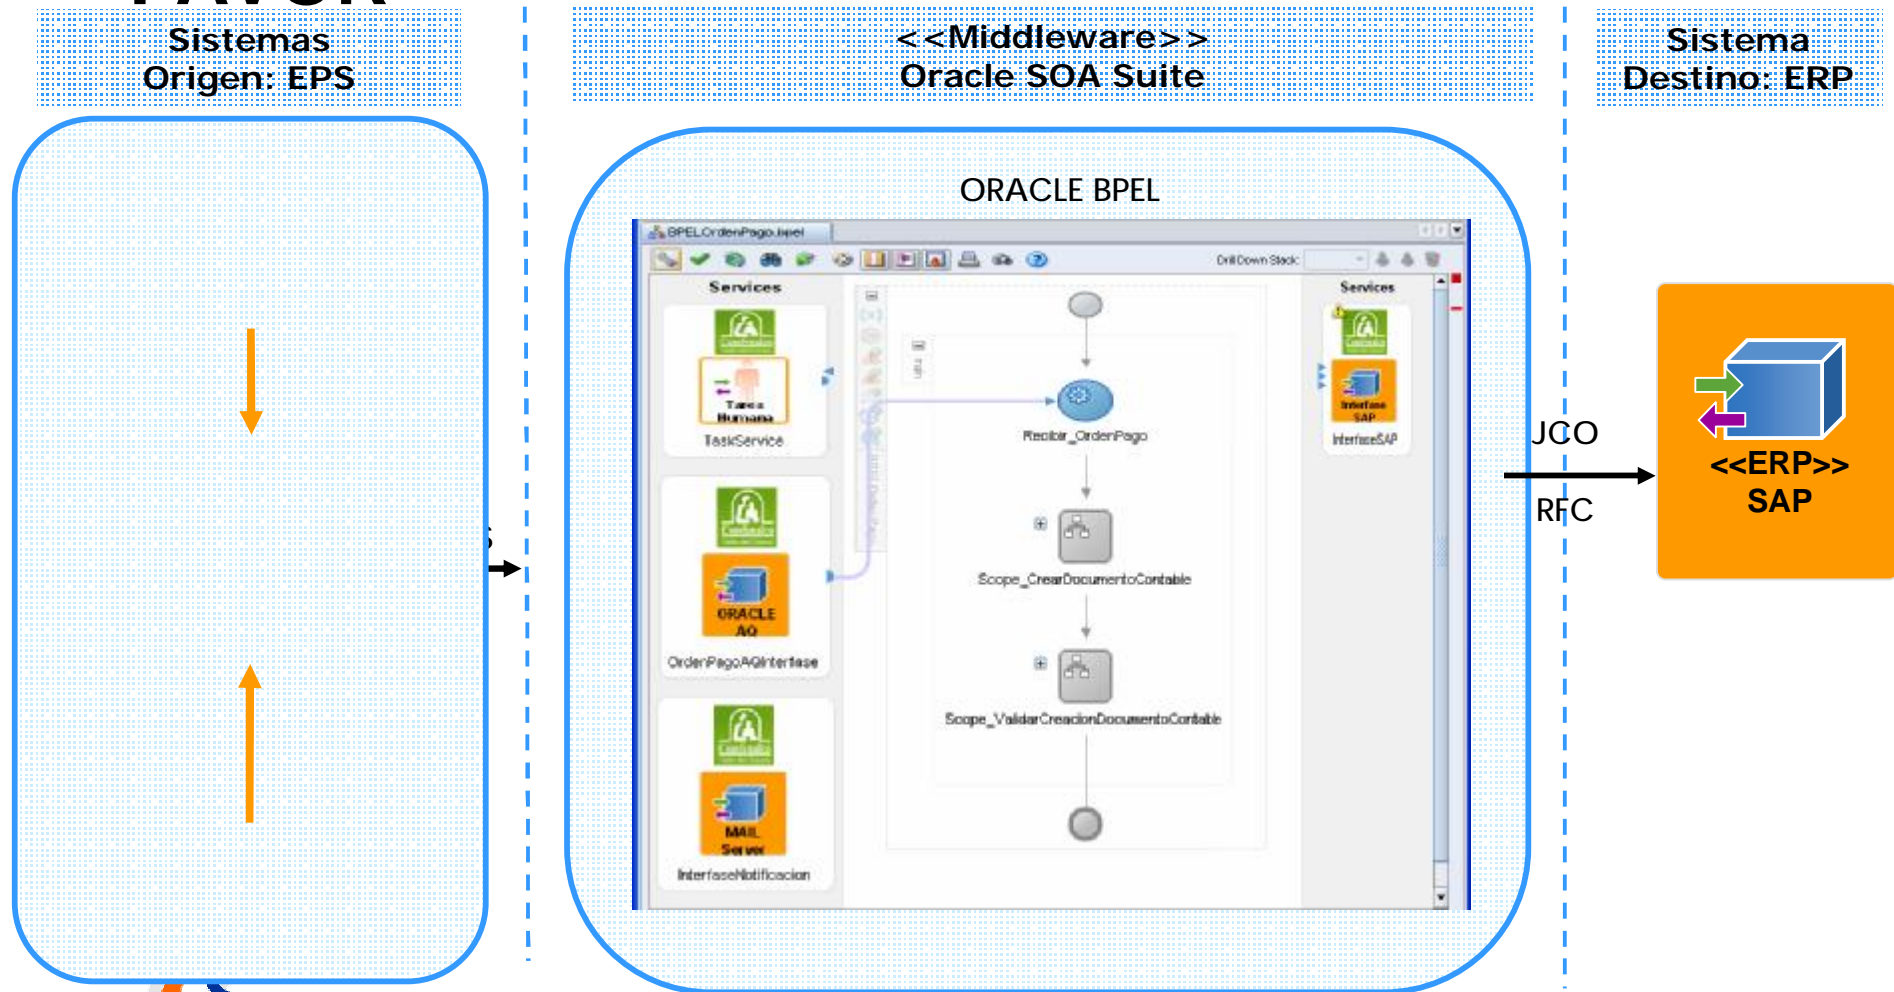 Sistemas
Origen: EPS
<<Middleware>>
Oracle SOA Suite
Sistema
Destino: ERP
ORACLE BPEL
BPELOrdenPago.bpel
Drill Down Stack:
Services
Tarea
Humana
TaskService
ORACLE
AQ
OrdenPagoAQInterfase
MAIL
Server
InterfaseNotificacion
Recibir_OrdenPago
Scope_CrearDocumentoContable
Scope_ValidarCreacionDocumentoContable
Services
Interfase
SAP
InterfaseSAP
JCO
RFC
<<ERP>>
SAP